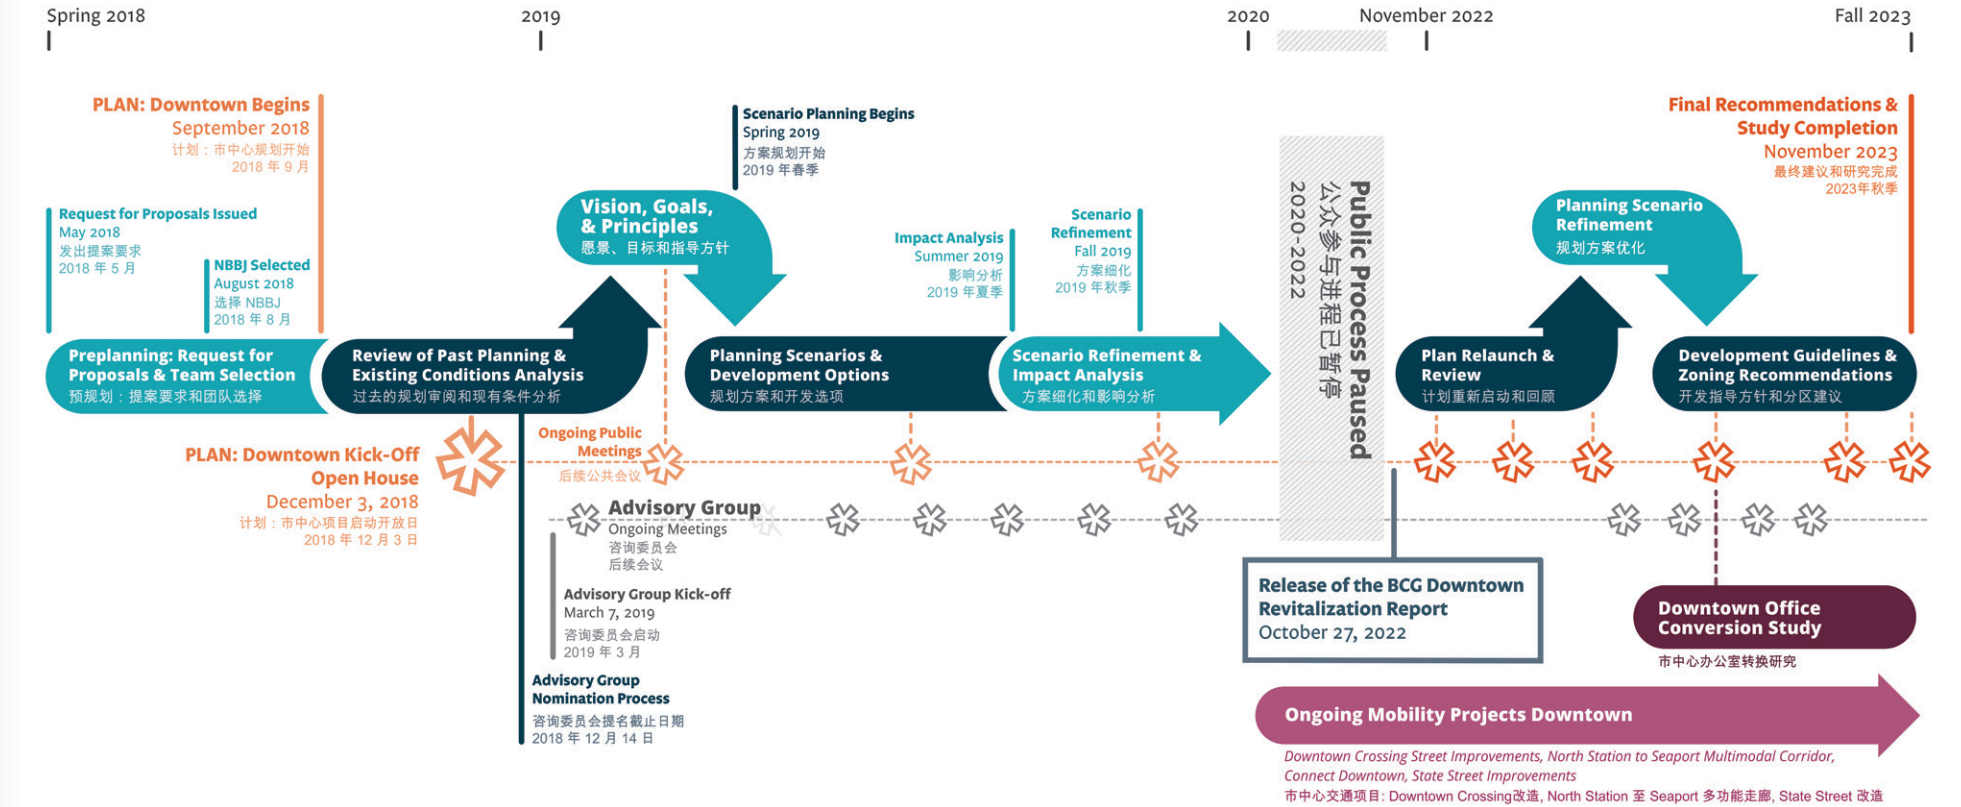 Spring 2018
2019
2020
November 2022
Fall 2023
PLAN: Downtown Begins
September 2018
计划：市中心规划开始
2018 年 9 月
Request for Proposals Issued
May 2018
发出提案要求
2018 年 5 月
NBBJ Selected
August 2018
选择 NBBJ
2018 年 8 月
Scenario Planning Begins
Spring 2019
方案规划开始
2019 年春季
Vision, Goals,
& Principles
愿景、目标和指导方针
Impact Analysis
Summer 2019
影响分析
2019 年夏季
Scenario
Refinement
Fall 2019
方案细化
2019 年秋季
Public Process Paused
公众参与进程已暂停
2020-2022
Planning Scenario
Refinement
规划方案优化
Final Recommendations &
Study Completion
November 2023
最终建议和研究完成
2023年秋季
Preplanning: Request for
Proposals & Team Selection
预规划：提案要求和团队选择
Review of Past Planning &
Existing Conditions Analysis
过去的规划审阅和现有条件分析
Planning Scenarios &
Development Options
规划方案和开发选项
Scenario Refinement &
Impact Analysis
方案细化和影响分析
Plan Relaunch &
Review
计划重新启动和回顾
Development Guidelines &
Zoning Recommendations
开发指导方针和分区建议
PLAN: Downtown Kick-Off
Open House
December 3, 2018
计划：市中心项目启动开放日
2018 年 12 月 3 日
Ongoing Public
Meetings
后续公共会议
Advisory Group
Ongoing Meetings
咨询委员会
后续会议
Advisory Group Kick-off
March 7, 2019
咨询委员会启动
2019 年 3 月
Advisory Group
Nomination Process
咨询委员会提名截止日期
2018 年 12 月 14 日
Release of the BCG Downtown
Revitalization Report
October 27, 2022
Downtown Office
Conversion Study
市中心办公室转换研究
Ongoing Mobility Projects Downtown
Downtown Crossing Street Improvements, North Station to Seaport Multimodal Corridor,
Connect Downtown, State Street Improvements
市中心交通项目: Downtown Crossing改造, North Station 至 Seaport 多功能走廊, State Street 改造